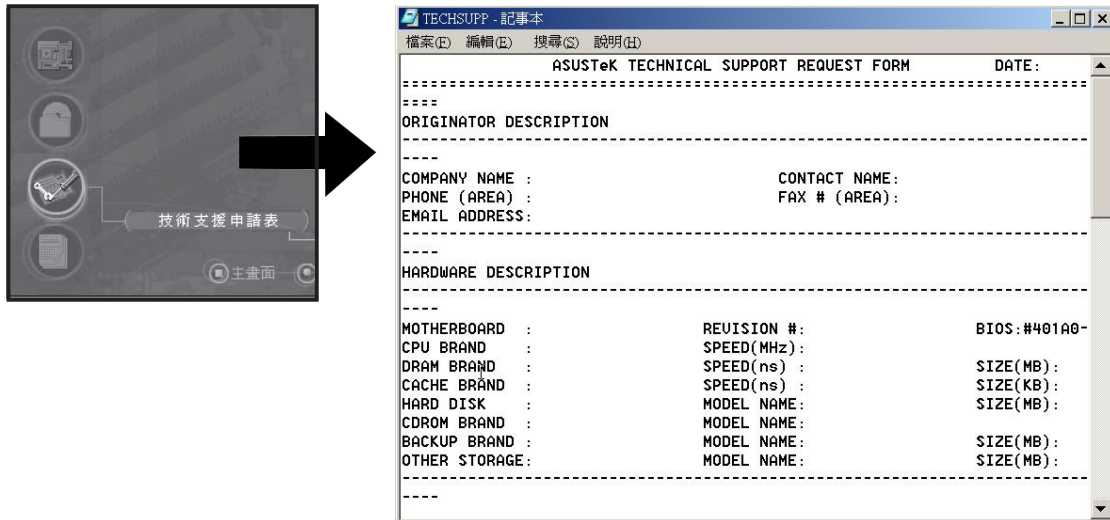 技術支援申請表
主畫面
TECHSUPP - 記事本
檔案(F) 編輯(E) 搜尋(S) 說明(H)
ASUSTeK TECHNICAL SUPPORT REQUEST FORM DATE:
====
ORIGINATOR DESCRIPTION
----
COMPANY NAME : CONTACT NAME:
PHONE (AREA) : FAX # (AREA):
EMAIL ADDRESS:
----
HARDWARE DESCRIPTION
----
MOTHERBOARD : REVISION #: BIOS:#401A0-
CPU BRAND : SPEED(MHz):
DRAM BRAND : SPEED(ns) : SIZE(MB):
CACHE BRAND : SPEED(ns) : SIZE(KB):
HARD DISK : MODEL NAME: SIZE(MB):
CDROM BRAND : MODEL NAME:
BACKUP BRAND : MODEL NAME: SIZE(MB):
OTHER STORAGE: MODEL NAME: SIZE(MB):
----